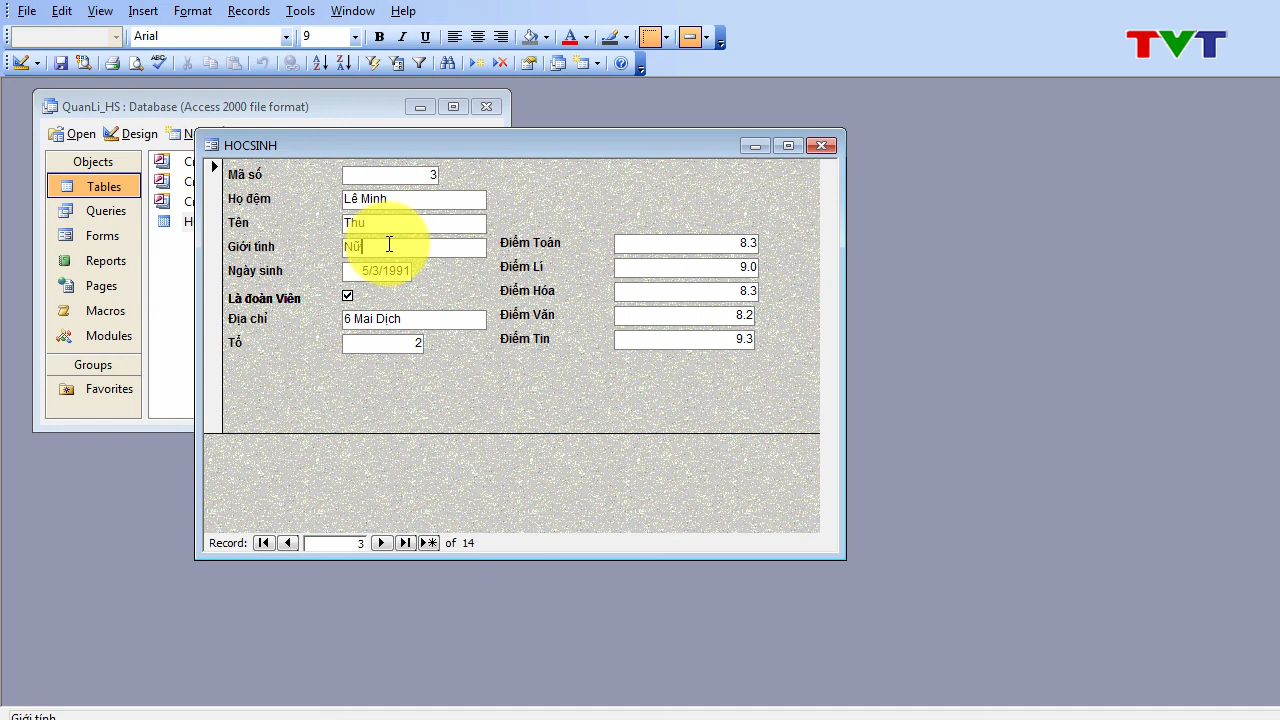 File Edit View Insert Format Records Tools Window Help
Arial 9 B I U
TVT
QuanLi_HS : Database (Access 2000 file format)
Open Design
Objects
Tables
Queries
Forms
Reports
Pages
Macros
Modules
Groups
Favorites
HOCSINH
Mã số 3
Họ đệm Lê Minh
Tên Thu
Giới tính Nữ
Ngày sinh 5/3/1991
Là đoàn Viên
Địa chỉ 6 Mai Dịch
Tổ 2
Điểm Toán 8.3
Điểm Lí 9.0
Điểm Hóa 8.3
Điểm Văn 8.2
Điểm Tin 9.3
Record: 3 of 14
Giới tính